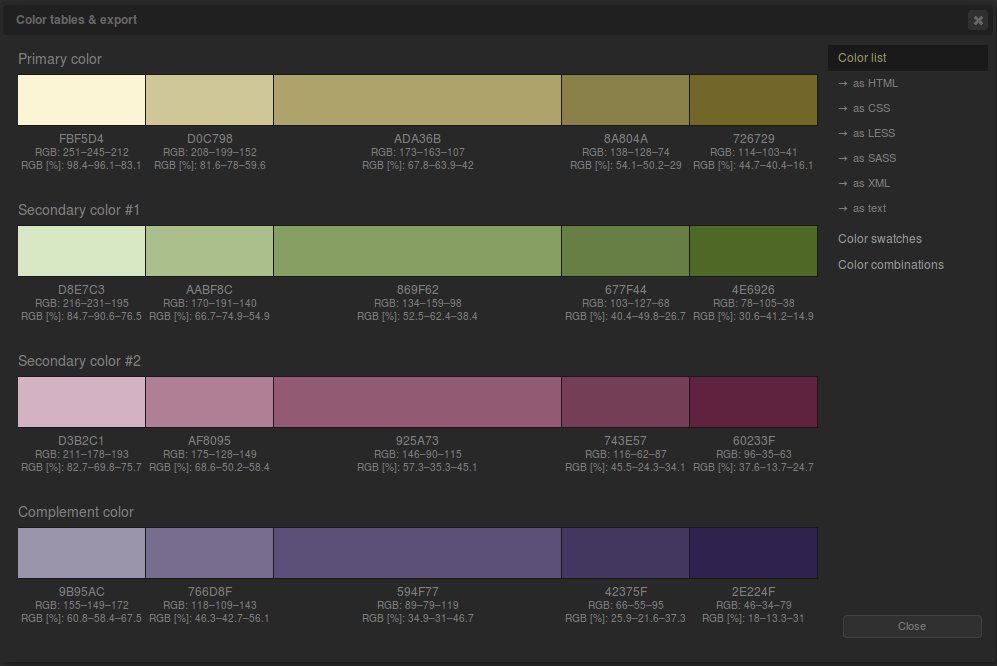 Color tables & export
Primary color
FBF5D4 D0C798 ADA36B 8A804A 726729
RGB: 251–245–212 RGB: 208–199–152 RGB: 173–163–107 RGB: 138–128–74 RGB: 114–103–41
RGB [%]: 98.4–96.1–83.1 RGB [%]: 81.6–78–59.6 RGB [%]: 67.8–63.9–42 RGB [%]: 54.1–50.2–29 RGB [%]: 44.7–40.4–16.1
Secondary color #1
D8E7C3 AABF8C 869F62 677F44 4E6926
RGB: 216–231–195 RGB: 170–191–140 RGB: 134–159–98 RGB: 103–127–68 RGB: 78–105–38
RGB [%]: 84.7–90.6–76.5 RGB [%]: 66.7–74.9–54.9 RGB [%]: 52.5–62.4–38.4 RGB [%]: 40.4–49.8–26.7 RGB [%]: 30.6–41.2–14.9
Secondary color #2
D3B2C1 AF8095 925A73 743E57 60233F
RGB: 211–178–193 RGB: 175–128–149 RGB: 146–90–115 RGB: 116–62–87 RGB: 96–35–63
RGB [%]: 82.7–69.8–75.7 RGB [%]: 68.6–50.2–58.4 RGB [%]: 57.3–35.3–45.1 RGB [%]: 45.5–24.3–34.1 RGB [%]: 37.6–13.7–24.7
Complement color
9B95AC 766D8F 594F77 42375F 2E224F
RGB: 155–149–172 RGB: 118–109–143 RGB: 89–79–119 RGB: 66–55–95 RGB: 46–34–79
RGB [%]: 60.8–58.4–67.5 RGB [%]: 46.3–42.7–56.1 RGB [%]: 34.9–31–46.7 RGB [%]: 25.9–21.6–37.3 RGB [%]: 18–13.3–31
Color list
→ as HTML
→ as CSS
→ as LESS
→ as SASS
→ as XML
→ as text
Color swatches
Color combinations
Close